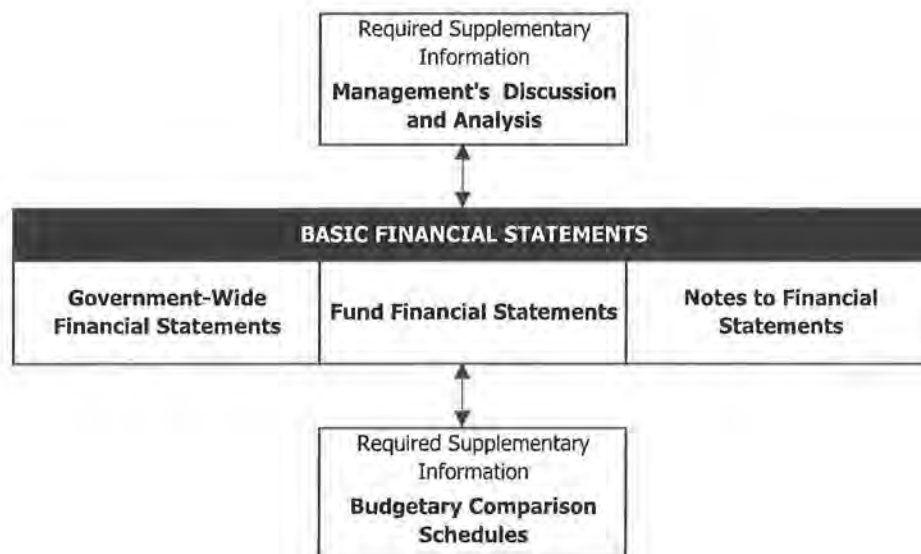 Required Supplementary
Information
Management's Discussion
and Analysis
BASIC FINANCIAL STATEMENTS
Government-Wide
Financial Statements
Fund Financial Statements
Notes to Financial
Statements
Required Supplementary
Information
Budgetary Comparison
Schedules